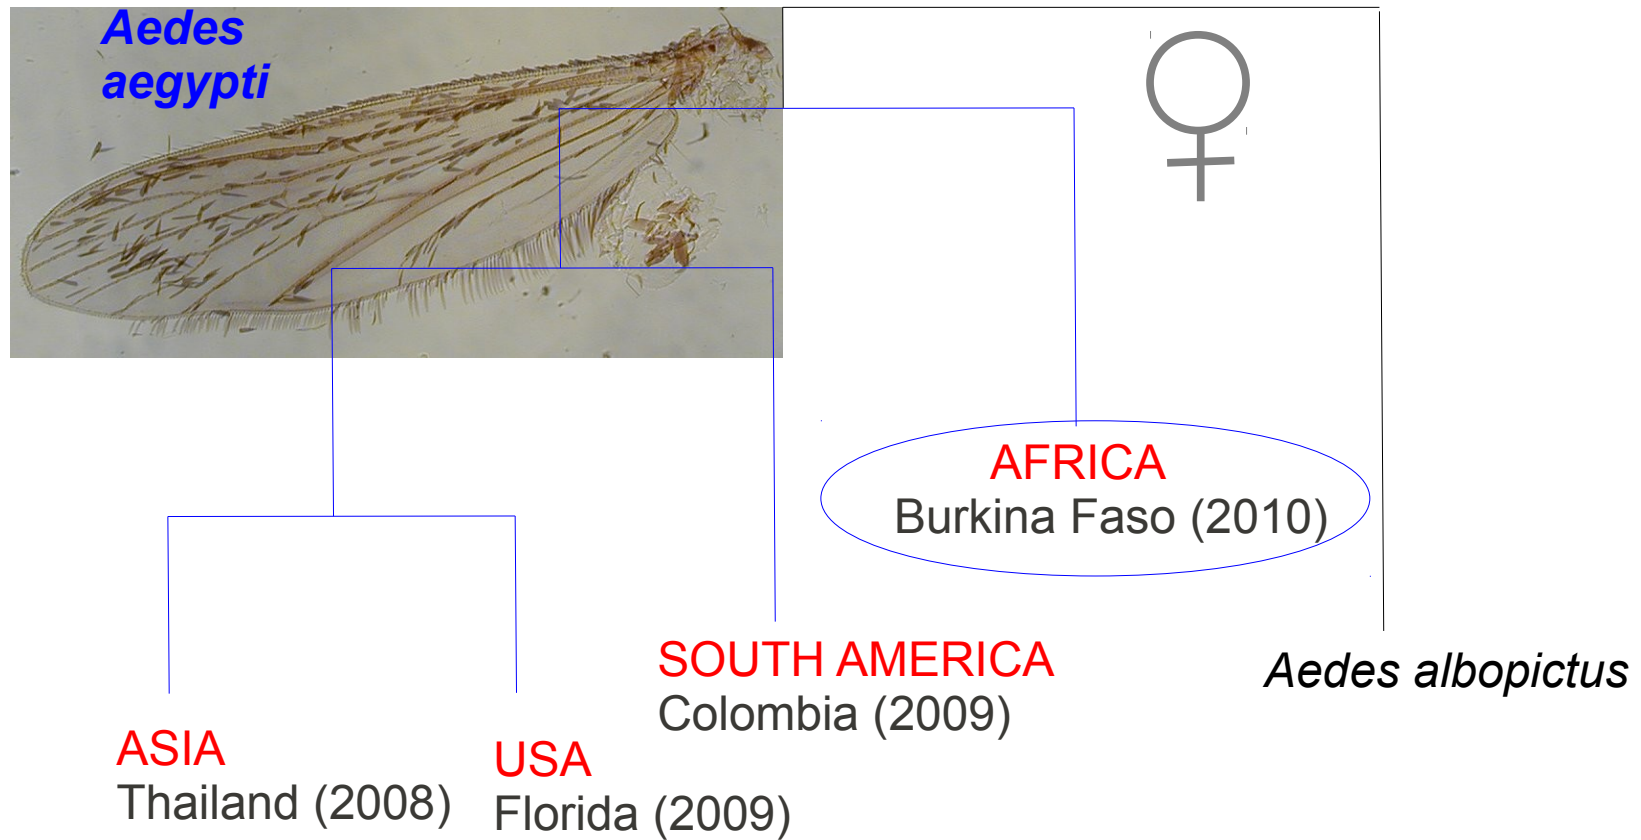 Aedes
aegypti
AFRICA
Burkina Faso (2010)
SOUTH AMERICA
Colombia (2009)
Aedes albopictus
ASIA
Thailand (2008)
USA
Florida (2009)